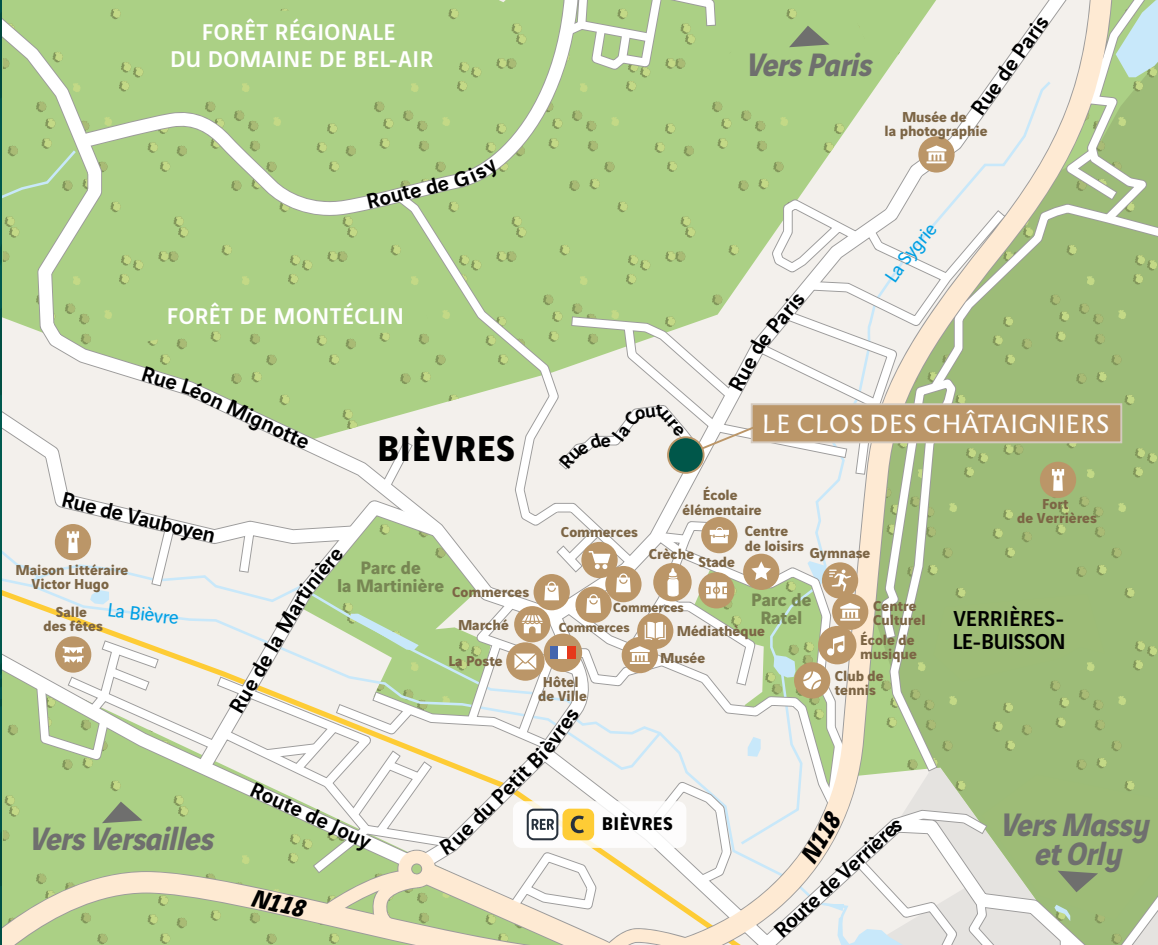 FORÊT RÉGIONALE
DU DOMAINE DE BEL-AIR
Vers Paris
Rue de Paris
Musée de
la photographie
Route de Gisy
La Sygrie
FORÊT DE MONTÉCLIN
Rue de Paris
Rue Léon Mignotte
Rue de la Couture
LE CLOS DES CHÂTAIGNIERS
BIÈVRES
Rue de Vauboyen
École
élémentaire
Fort
de Verrières
Commerces
Centre
de loisirs
Crèche
Stade
Gymnase
Maison Littéraire
Victor Hugo
Parc de
la Martinière
Commerces
Commerces
Parc de
Ratel
Centre
Culturel
VERRIÈRES-
LE-BUISSON
La Bièvre
Salle
des fêtes
Rue de la Martinière
Marché
Commerces
Médiathèque
École de
musique
La Poste
Musée
Hôtel
de Ville
Club de
tennis
Rue du Petit Bièvres
Route de Jouy
RER C BIÈVRES
Vers Versailles
N118
Route de Verrières
Vers Massy
et Orly
N118